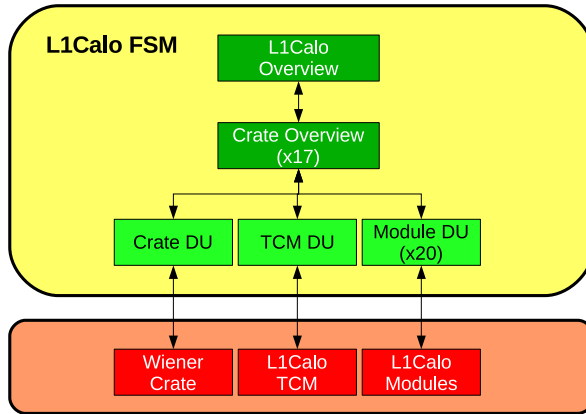 L1Calo FSM
L1Calo
Overview
Crate Overview
(x17)
Crate DU
TCM DU
Module DU
(x20)
Wiener
Crate
L1Calo
TCM
L1Calo
Modules